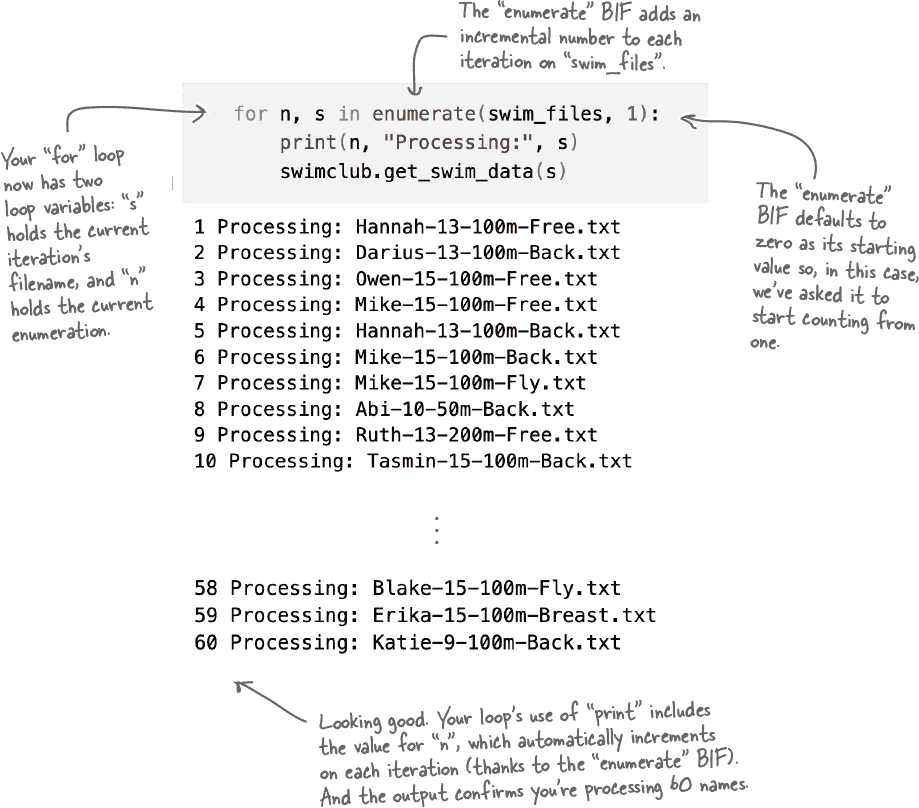 The “enumerate” BIF adds an
incremental number to each
iteration on “swim_files”.
for n, s in enumerate(swim_files, 1):
print(n, "Processing:", s)
swimclub.get_swim_data(s)
Your “for” loop
now has two
loop variables: “s”
holds the current
iteration’s
filename, and “n”
holds the current
enumeration.
The “enumerate”
BIF defaults to
zero as its starting
value so, in this case,
we’ve asked it to
start counting from
one.
1 Processing: Hannah-13-100m-Free.txt
2 Processing: Darius-13-100m-Back.txt
3 Processing: Owen-15-100m-Free.txt
4 Processing: Mike-15-100m-Free.txt
5 Processing: Hannah-13-100m-Back.txt
6 Processing: Mike-15-100m-Back.txt
7 Processing: Mike-15-100m-Fly.txt
8 Processing: Abi-10-50m-Back.txt
9 Processing: Ruth-13-200m-Free.txt
10 Processing: Tasmin-15-100m-Back.txt
58 Processing: Blake-15-100m-Fly.txt
59 Processing: Erika-15-100m-Breast.txt
60 Processing: Katie-9-100m-Back.txt
Looking good. Your loop’s use of “print” includes
the value for “n”, which automatically increments
on each iteration (thanks to the “enumerate” BIF).
And the output confirms you’re processing 60 names.